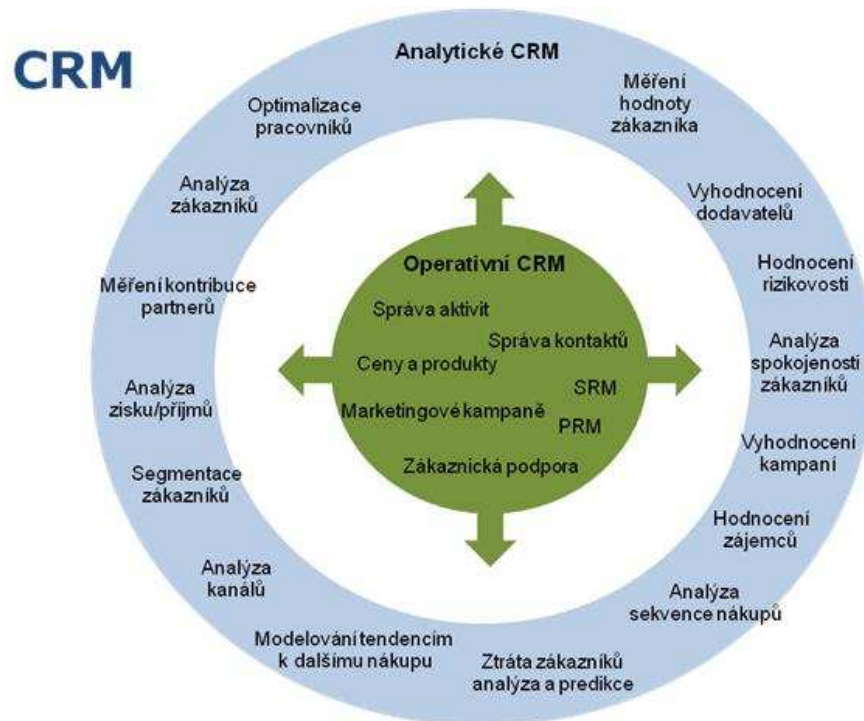 CRM
Analytické CRM
Měření
hodnoty
zákazníka
Vyhodnocení
dodavatelů
Hodnocení
rizikovosti
Analýza
spokojenosti
zákazníků
Vyhodnocení
kampaní
Hodnocení
zájemců
Analýza
sekvence nákupů
Ztráta zákazníků
analýza a predikce
Modelování tendencím
k dalšímu nákupu
Analýza
kanálů
Segmentace
zákazníků
Analýza
zisku/příjmů
Měření kontribuce
partnerů
Analýza
zákazníků
Optimalizace
pracovníků
Operativní CRM
Správa aktivit
Správa kontaktů
Ceny a produkty
SRM
Marketingové kampaně
PRM
Zákaznická podpora